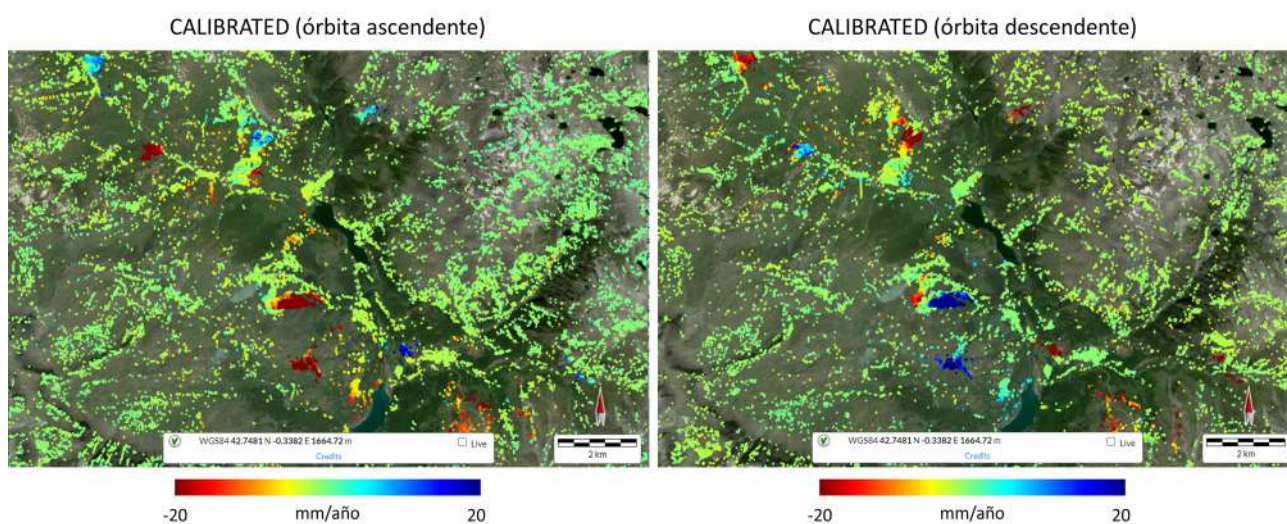 CALIBRATED (órbita ascendente)
CALIBRATED (órbita descendente)
WGS84 42.7481 N -0.3382 E 1664.72 m
Live
Credits
2 km
WGS84 42.7481 N -0.3382 E 1664.72 m
Live
Credits
2 km
-20
mm/año
20
-20
mm/año
20